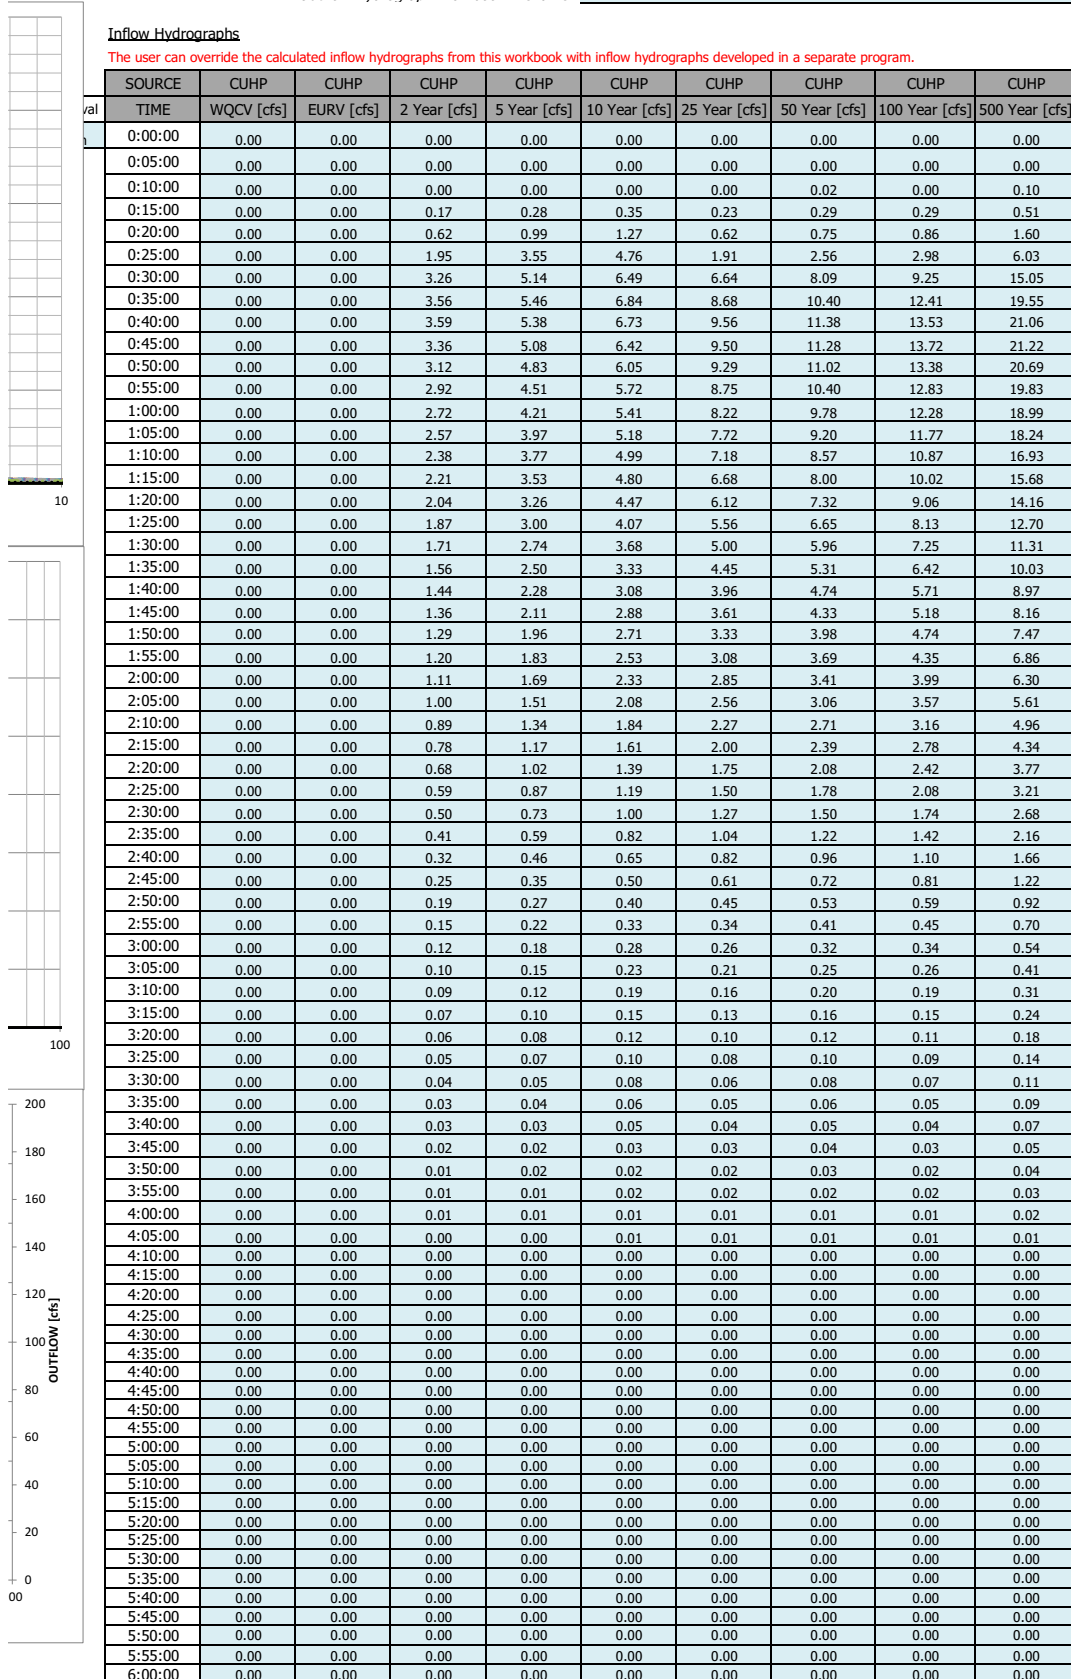 Inflow Hydrographs
The user can override the calculated inflow hydrographs from this workbook with inflow hydrographs developed in a separate program.
SOURCE CUHP CUHP CUHP CUHP CUHP CUHP CUHP CUHP CUHP
TIME WQCV [cfs] EURV [cfs] 2 Year [cfs] 5 Year [cfs] 10 Year [cfs] 25 Year [cfs] 50 Year [cfs] 100 Year [cfs] 500 Year [cfs]
0:00:00 0.00 0.00 0.00 0.00 0.00 0.00 0.00 0.00 0.00
0:05:00 0.00 0.00 0.00 0.00 0.00 0.00 0.00 0.00 0.00
0:10:00 0.00 0.00 0.00 0.00 0.00 0.00 0.02 0.00 0.10
0:15:00 0.00 0.00 0.17 0.28 0.35 0.23 0.29 0.29 0.51
0:20:00 0.00 0.00 0.62 0.99 1.27 0.62 0.75 0.86 1.60
0:25:00 0.00 0.00 1.95 3.55 4.76 1.91 2.56 2.98 6.03
0:30:00 0.00 0.00 3.26 5.14 6.49 6.64 8.09 9.25 15.05
0:35:00 0.00 0.00 3.56 5.46 6.84 8.68 10.40 12.41 19.55
0:40:00 0.00 0.00 3.59 5.38 6.73 9.56 11.38 13.53 21.06
0:45:00 0.00 0.00 3.36 5.08 6.42 9.50 11.28 13.72 21.22
0:50:00 0.00 0.00 3.12 4.83 6.05 9.29 11.02 13.38 20.69
0:55:00 0.00 0.00 2.92 4.51 5.72 8.75 10.40 12.83 19.83
1:00:00 0.00 0.00 2.72 4.21 5.41 8.22 9.78 12.28 18.99
1:05:00 0.00 0.00 2.57 3.97 5.18 7.72 9.20 11.77 18.24
1:10:00 0.00 0.00 2.38 3.77 4.99 7.18 8.57 10.87 16.93
1:15:00 0.00 0.00 2.21 3.53 4.80 6.68 8.00 10.02 15.68
1:20:00 0.00 0.00 2.04 3.26 4.47 6.12 7.32 9.06 14.16
1:25:00 0.00 0.00 1.87 3.00 4.07 5.56 6.65 8.13 12.70
1:30:00 0.00 0.00 1.71 2.74 3.68 5.00 5.96 7.25 11.31
1:35:00 0.00 0.00 1.56 2.50 3.33 4.45 5.31 6.42 10.03
1:40:00 0.00 0.00 1.44 2.28 3.08 3.96 4.74 5.71 8.97
1:45:00 0.00 0.00 1.36 2.11 2.88 3.61 4.33 5.18 8.16
1:50:00 0.00 0.00 1.29 1.96 2.71 3.33 3.98 4.74 7.47
1:55:00 0.00 0.00 1.20 1.83 2.53 3.08 3.69 4.35 6.86
2:00:00 0.00 0.00 1.11 1.69 2.33 2.85 3.41 3.99 6.30
2:05:00 0.00 0.00 1.00 1.51 2.08 2.56 3.06 3.57 5.61
2:10:00 0.00 0.00 0.89 1.34 1.84 2.27 2.71 3.16 4.96
2:15:00 0.00 0.00 0.78 1.17 1.61 2.00 2.39 2.78 4.34
2:20:00 0.00 0.00 0.68 1.02 1.39 1.75 2.08 2.42 3.77
2:25:00 0.00 0.00 0.59 0.87 1.19 1.50 1.78 2.08 3.21
2:30:00 0.00 0.00 0.50 0.73 1.00 1.27 1.50 1.74 2.68
2:35:00 0.00 0.00 0.41 0.59 0.82 1.04 1.22 1.42 2.16
2:40:00 0.00 0.00 0.32 0.46 0.65 0.82 0.96 1.10 1.66
2:45:00 0.00 0.00 0.25 0.35 0.50 0.61 0.72 0.81 1.22
2:50:00 0.00 0.00 0.19 0.27 0.40 0.45 0.53 0.59 0.92
2:55:00 0.00 0.00 0.15 0.22 0.33 0.34 0.41 0.45 0.70
3:00:00 0.00 0.00 0.12 0.18 0.28 0.26 0.32 0.34 0.54
3:05:00 0.00 0.00 0.10 0.15 0.23 0.21 0.25 0.26 0.41
3:10:00 0.00 0.00 0.09 0.12 0.19 0.16 0.20 0.19 0.31
3:15:00 0.00 0.00 0.07 0.10 0.15 0.13 0.16 0.15 0.24
3:20:00 0.00 0.00 0.06 0.08 0.12 0.10 0.12 0.11 0.18
3:25:00 0.00 0.00 0.05 0.07 0.10 0.08 0.10 0.09 0.14
3:30:00 0.00 0.00 0.04 0.05 0.08 0.06 0.08 0.07 0.11
3:35:00 0.00 0.00 0.03 0.04 0.06 0.05 0.06 0.05 0.09
3:40:00 0.00 0.00 0.03 0.03 0.05 0.04 0.05 0.04 0.07
3:45:00 0.00 0.00 0.02 0.02 0.03 0.03 0.04 0.03 0.05
3:50:00 0.00 0.00 0.01 0.02 0.02 0.02 0.03 0.02 0.04
3:55:00 0.00 0.00 0.01 0.01 0.02 0.02 0.02 0.02 0.03
4:00:00 0.00 0.00 0.01 0.01 0.01 0.01 0.01 0.01 0.02
4:05:00 0.00 0.00 0.00 0.00 0.01 0.01 0.01 0.01 0.01
4:10:00 0.00 0.00 0.00 0.00 0.00 0.00 0.00 0.00 0.00
4:15:00 0.00 0.00 0.00 0.00 0.00 0.00 0.00 0.00 0.00
4:20:00 0.00 0.00 0.00 0.00 0.00 0.00 0.00 0.00 0.00
4:25:00 0.00 0.00 0.00 0.00 0.00 0.00 0.00 0.00 0.00
4:30:00 0.00 0.00 0.00 0.00 0.00 0.00 0.00 0.00 0.00
4:35:00 0.00 0.00 0.00 0.00 0.00 0.00 0.00 0.00 0.00
4:40:00 0.00 0.00 0.00 0.00 0.00 0.00 0.00 0.00 0.00
4:45:00 0.00 0.00 0.00 0.00 0.00 0.00 0.00 0.00 0.00
4:50:00 0.00 0.00 0.00 0.00 0.00 0.00 0.00 0.00 0.00
4:55:00 0.00 0.00 0.00 0.00 0.00 0.00 0.00 0.00 0.00
5:00:00 0.00 0.00 0.00 0.00 0.00 0.00 0.00 0.00 0.00
5:05:00 0.00 0.00 0.00 0.00 0.00 0.00 0.00 0.00 0.00
5:10:00 0.00 0.00 0.00 0.00 0.00 0.00 0.00 0.00 0.00
5:15:00 0.00 0.00 0.00 0.00 0.00 0.00 0.00 0.00 0.00
5:20:00 0.00 0.00 0.00 0.00 0.00 0.00 0.00 0.00 0.00
5:25:00 0.00 0.00 0.00 0.00 0.00 0.00 0.00 0.00 0.00
5:30:00 0.00 0.00 0.00 0.00 0.00 0.00 0.00 0.00 0.00
5:35:00 0.00 0.00 0.00 0.00 0.00 0.00 0.00 0.00 0.00
5:40:00 0.00 0.00 0.00 0.00 0.00 0.00 0.00 0.00 0.00
5:45:00 0.00 0.00 0.00 0.00 0.00 0.00 0.00 0.00 0.00
5:50:00 0.00 0.00 0.00 0.00 0.00 0.00 0.00 0.00 0.00
5:55:00 0.00 0.00 0.00 0.00 0.00 0.00 0.00 0.00 0.00
6:00:00 0.00 0.00 0.00 0.00 0.00 0.00 0.00 0.00 0.00
val
10
100
200
180
160
140
120
100
80
60
40
20
0
00
OUTFLOW [cfs]